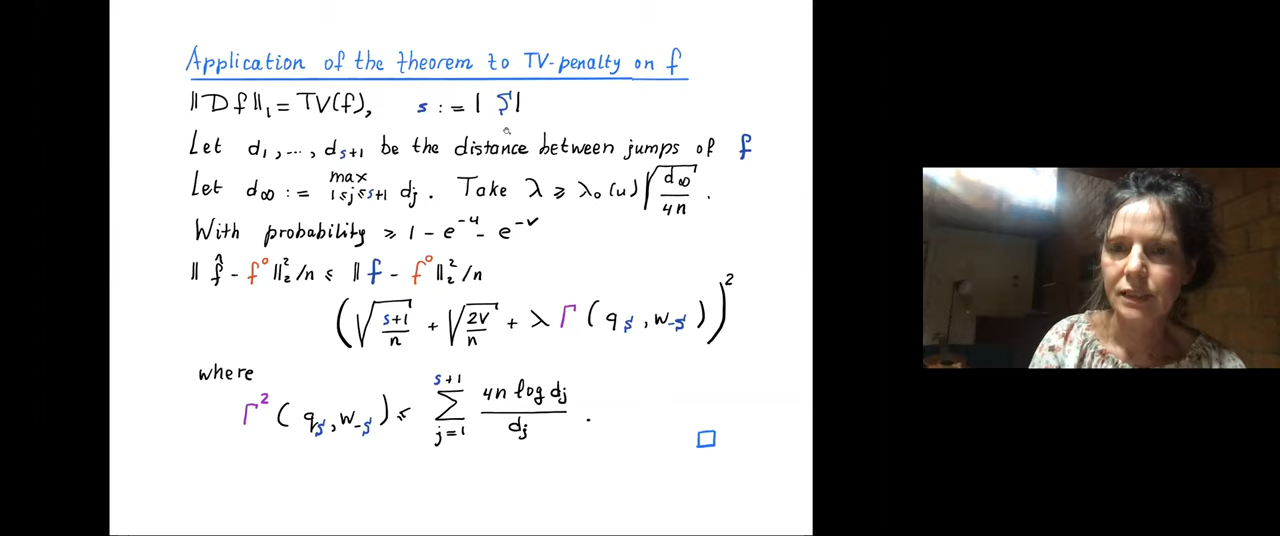 Application of the theorem to TV-penalty on f
||Df||₁ = TV(f), s := |S|
Let d₁, ..., d_{s+1} be the distance between jumps of f
Let d_∞ := max_{1≤j≤s+1} d_j. Take λ ≥ λ₀(u) √(d_∞/4n).
With probability ≥ 1 - e^{-u} - e^{-v}
||f̂ - f⁰||₂²/n ≤ ||f - f⁰||₂²/n
(√((s+1)/n) + √(2v/n) + λ Γ(q_S, w_{-S}))²
where
Γ²(q_S, w_{-S}) ≤ ∑_{j=1}^{s+1} (4n log d_j)/d_j .